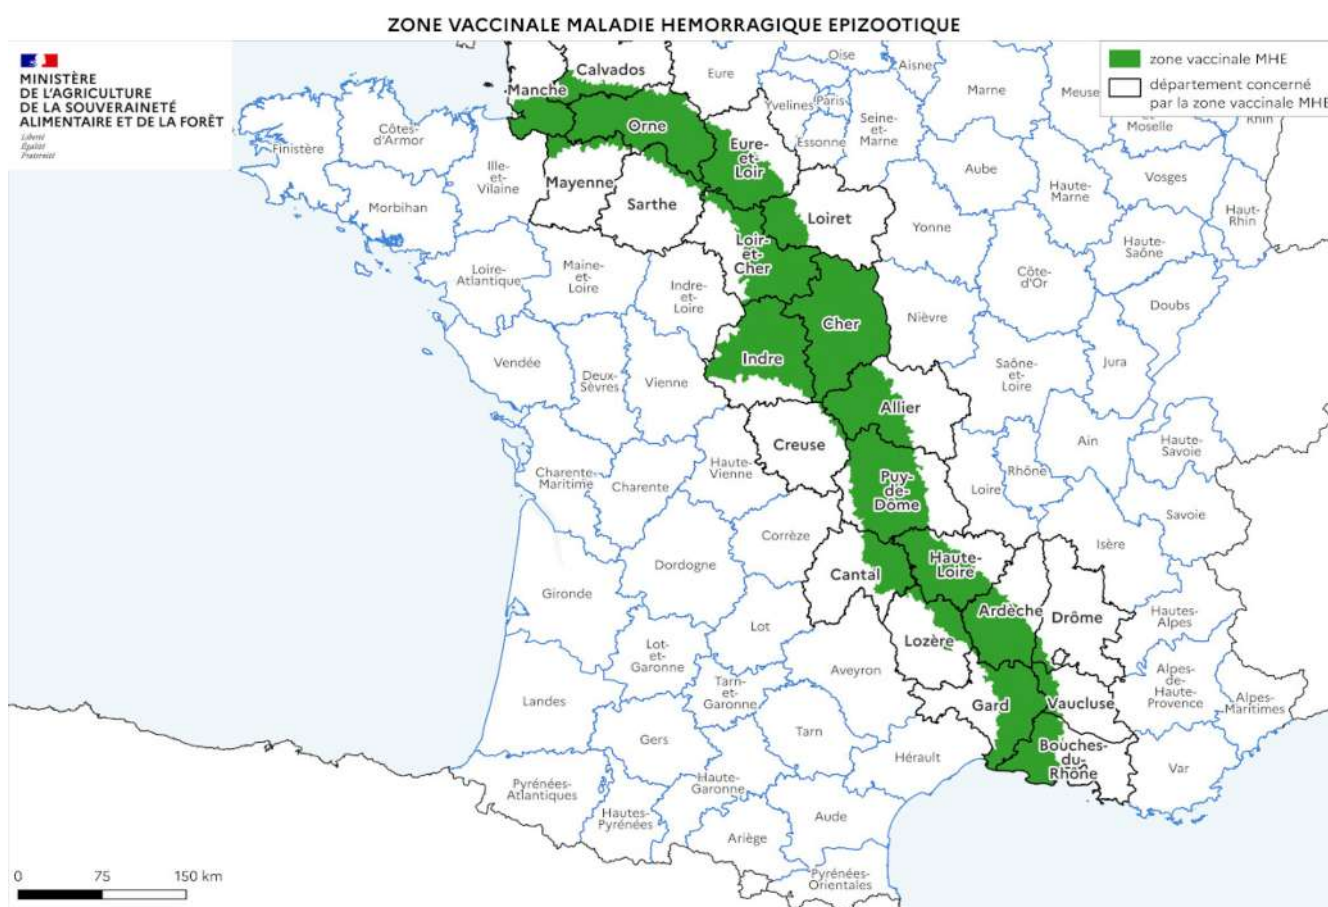 ZONE VACCINALE MALADIE HEMORRAGIQUE EPIZOOTIQUE
MINISTÈRE
DE L'AGRICULTURE
DE LA SOUVERAINETÉ
ALIMENTAIRE ET DE LA FORÊT
Liberté
Égalité
Fraternité
zone vaccinale MHE
département concerné
par la zone vaccinale MHE
Calvados
Manche
Eure
Oise
Aisne
Marne
Meuse
et
Moselle
Rhin
Yvelines
Paris
Essonne
Seine-
et-
Marne
Finistère
Côtes-
d'Armor
Morbihan
Ille-
et-
Vilaine
Orne
Eure-
et-
Loir
Mayenne
Sarthe
Loiret
Yonne
Aube
Haute-
Marne
Vosges
Haut-
Rhin
Haute-
Saône
Loire-
Atlantique
Maine-
et-
Loire
Indre-
et-
Loire
Loir-
et-
Cher
Cher
Nièvre
Côte-
d'Or
Doubs
Jura
Vendée
Deux-
Sèvres
Vienne
Indre
Saône-
et-
Loire
Allier
Creuse
Haute-
Vienne
Charente-
Maritime
Charente
Puy-
de-
Dôme
Loire
Rhône
Ain
Haute-
Savoie
Savoie
Isère
Corrèze
Dordogne
Gironde
Cantal
Haute-
Loire
Ardèche
Drôme
Hautes-
Alpes
Lot
Lot-
et-
Garonne
Aveyron
Lozère
Landes
Tarn-
et-
Garonne
Gers
Tarn
Gard
Vaucluse
Alpes-
de-
Haute-
Provence
Alpes-
Maritimes
Bouches-
du-
Rhône
Var
Hérault
Pyrénées-
Atlantiques
Hautes-
Pyrénées
Haute-
Garonne
Ariège
Aude
Pyrénées-
Orientales
0 75 150 km